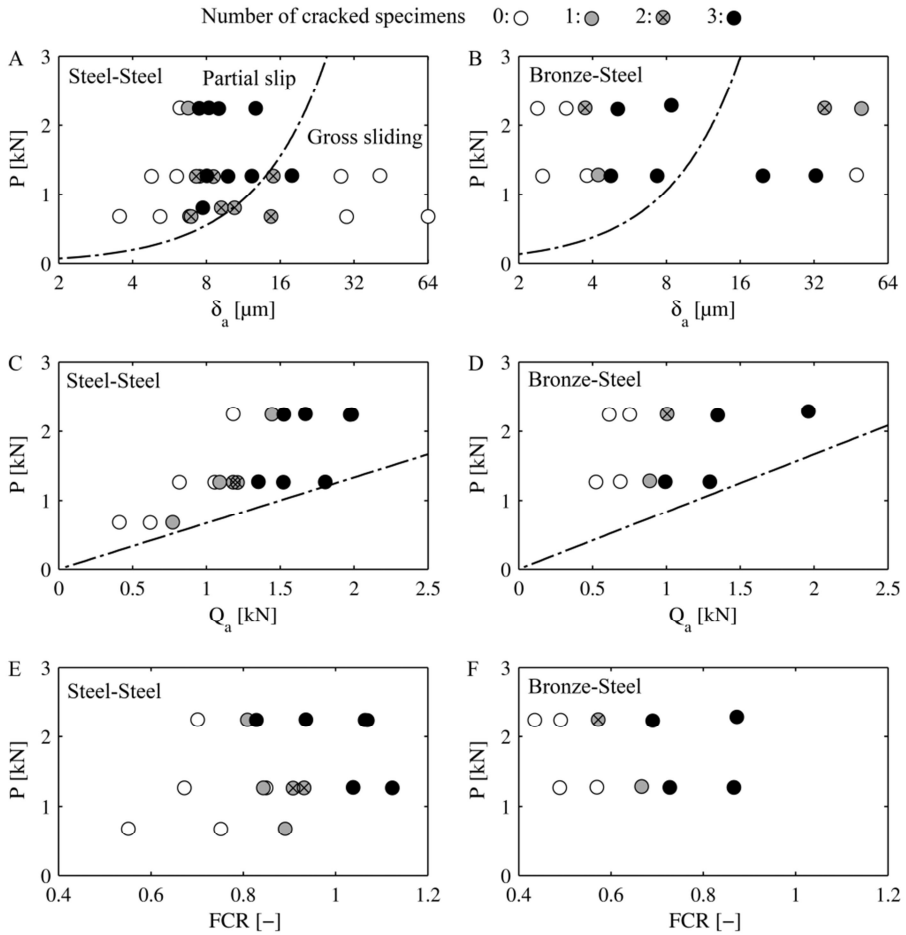 Number of cracked specimens 0: 1: 2: 3:
A
Steel-Steel
Partial slip
Gross sliding
3
2
1
0
P [kN]
2 4 8 16 32 64
δa [µm]
B
Bronze-Steel
3
2
1
0
P [kN]
2 4 8 16 32 64
δa [µm]
C
Steel-Steel
3
2
1
0
P [kN]
0 0.5 1 1.5 2 2.5
Qa [kN]
D
Bronze-Steel
3
2
1
0
P [kN]
0 0.5 1 1.5 2 2.5
Qa [kN]
E
Steel-Steel
3
2
1
0
P [kN]
0.4 0.6 0.8 1 1.2
FCR [−]
F
Bronze-Steel
3
2
1
0
P [kN]
0.4 0.6 0.8 1 1.2
FCR [−]